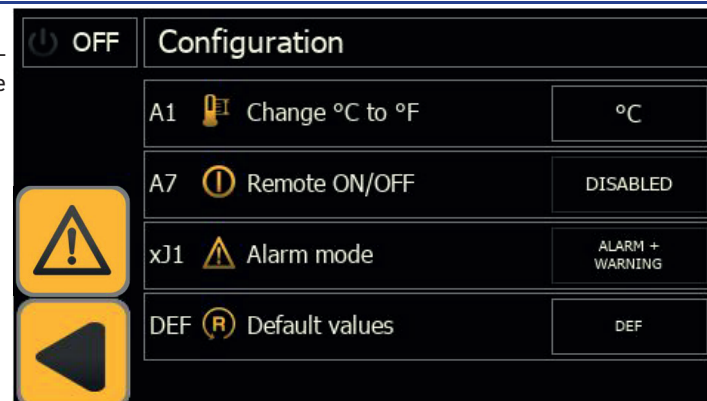 OFF Configuration
e
A1 Change °C to °F °C
A7 Remote ON/OFF DISABLED
xJ1 Alarm mode ALARM +
WARNING
DEF R Default values DEF